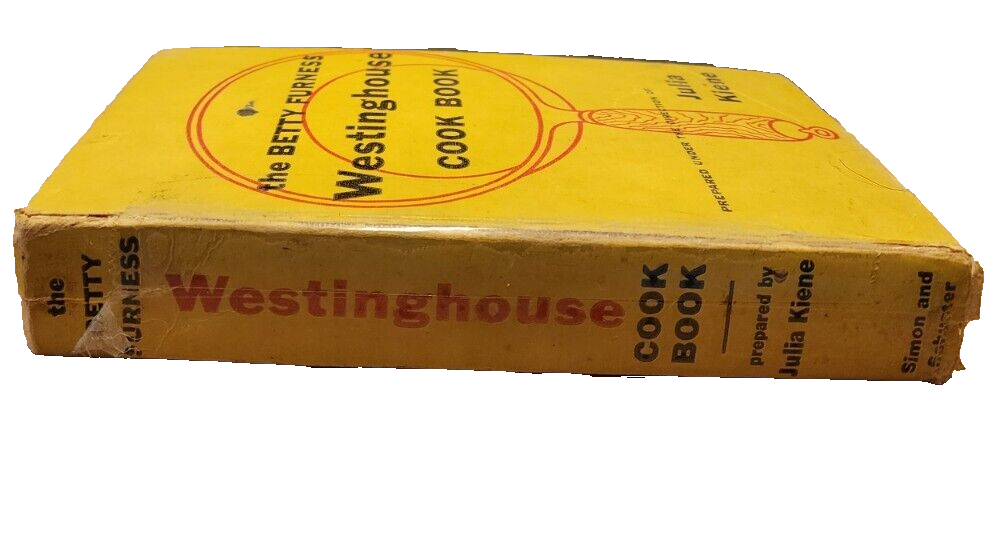 the BETTY FURNESS
Westinghouse
COOK BOOK
PREPARED UNDER THE DIRECTION OF
Julia
Kiene
the
BETTY
FURNESS
Westinghouse
COOK
BOOK
prepared by
Julia Kiene
Simon and
Schuster